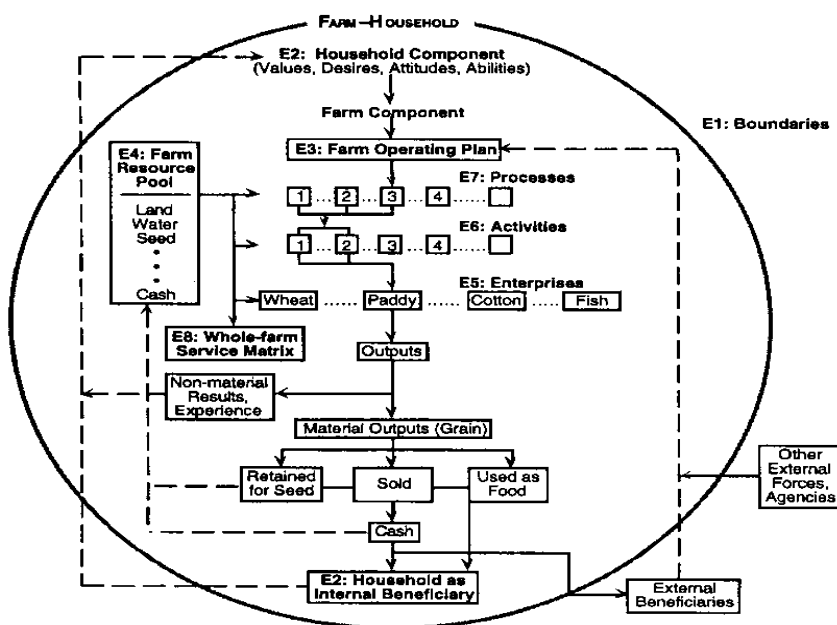 FARM–HOUSEHOLD
E2: Household Component
(Values, Desires, Attitudes, Abilities)
Farm Component
E1: Boundaries
E3: Farm Operating Plan
E4: Farm
Resource
Pool
Land
Water
Seed
Cash
E7: Processes
1 ... 2 .... 3 .... 4 .......
E6: Activities
1 ... 2 .... 3 .... 4 .......
E5: Enterprises
Wheat ...... Paddy ....... Cotton ..... Fish
E8: Whole-farm
Service Matrix
Outputs
Non-material
Results,
Experience
Material Outputs (Grain)
Retained
for Seed
Sold
Used as
Food
Other
External
Forces,
Agencies
Cash
E2: Household as
Internal Beneficiary
External
Beneficiaries